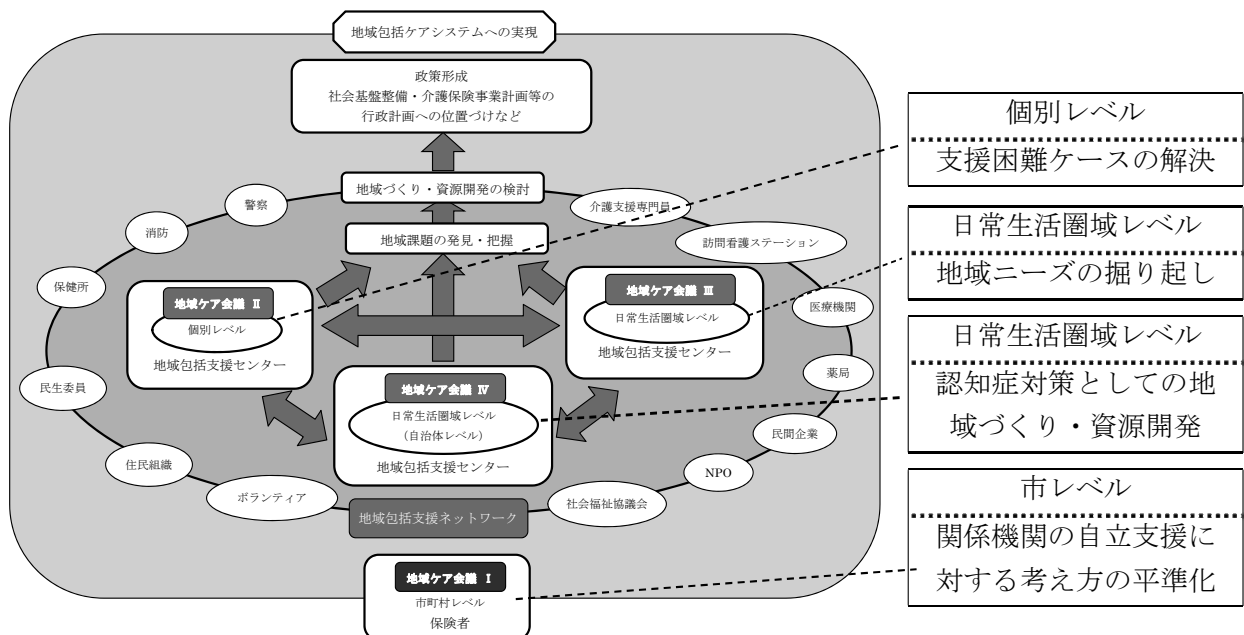 地域包括ケアシステムへの実現
政策形成
社会基盤整備・介護保険事業計画等の
行政計画への位置づけなど
地域づくり・資源開発の検討
地域課題の発見・把握
警察
消防
保健所
民生委員
住民組織
ボランティア
介護支援専門員
訪問看護ステーション
医療機関
薬局
民間企業
NPO
社会福祉協議会
地域ケア会議 Ⅱ
個別レベル
地域包括支援センター
地域ケア会議 Ⅲ
日常生活圏域レベル
地域包括支援センター
地域ケア会議 Ⅳ
日常生活圏域レベル
(自治体レベル)
地域包括支援センター
地域包括支援ネットワーク
地域ケア会議 Ⅰ
市町村レベル
保険者
個別レベル
支援困難ケースの解決
日常生活圏域レベル
地域ニーズの掘り起し
日常生活圏域レベル
認知症対策としての地
域づくり・資源開発
市レベル
関係機関の自立支援に
対する考え方の平準化